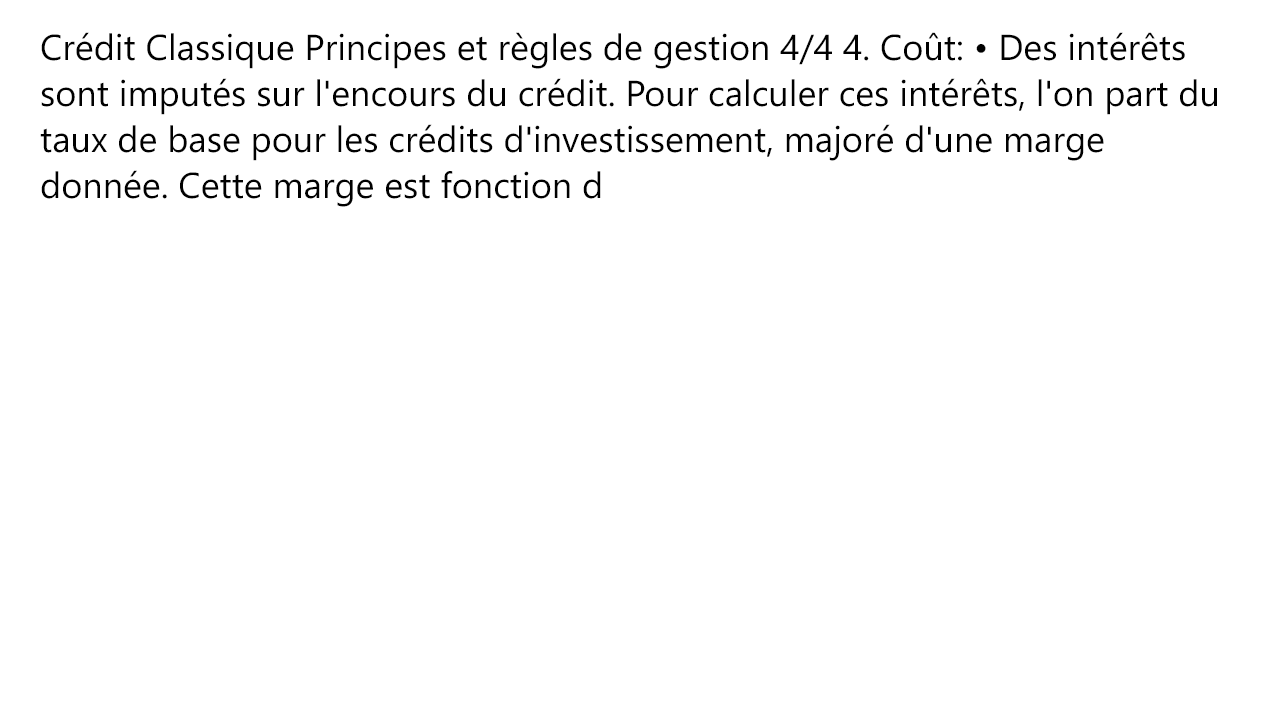 Crédit Classique Principes et règles de gestion 4/4 4. Coût: • Des intérêts
sont imputés sur l'encours du crédit. Pour calculer ces intérêts, l'on part du
taux de base pour les crédits d'investissement, majoré d'une marge
donnée. Cette marge est fonction d